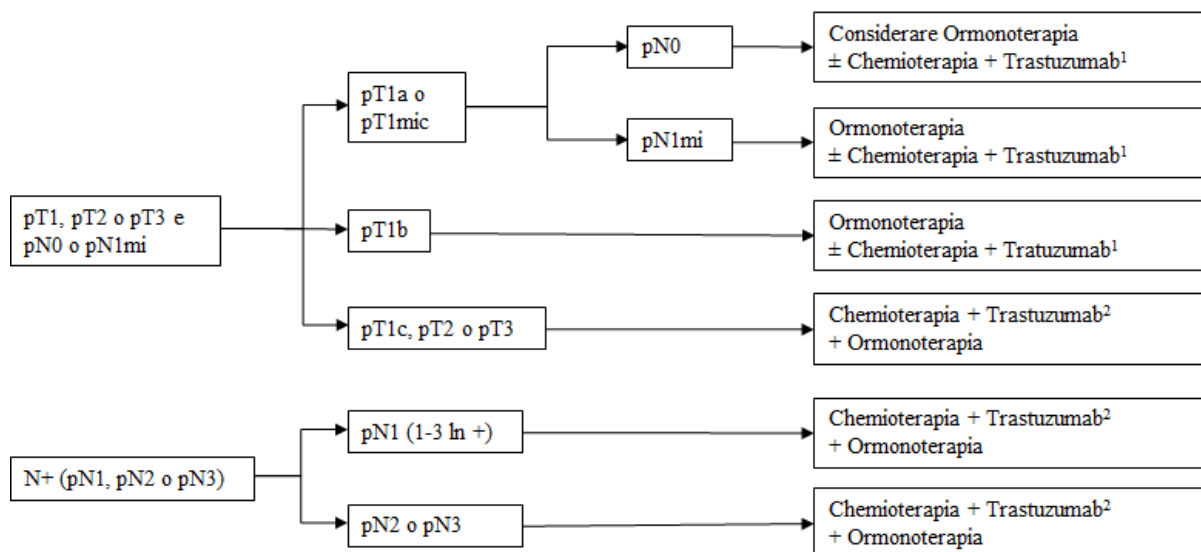 pN0
Considerare Ormonoterapia
± Chemioterapia + Trastuzumab¹
pT1a o
pT1mic
pN1mi
Ormonoterapia
± Chemioterapia + Trastuzumab¹
pT1, pT2 o pT3 e
pN0 o pN1mi
pT1b
Ormonoterapia
± Chemioterapia + Tratuzumab¹
pT1c, pT2 o pT3
Chemioterapia + Trastuzumab²
+ Ormonoterapia
N+ (pN1, pN2 o pN3)
pN1 (1-3 ln +)
Chemioterapia + Trastuzumab²
+ Ormonoterapia
pN2 o pN3
Chemioterapia + Trastuzumab²
+ Ormonoterapia